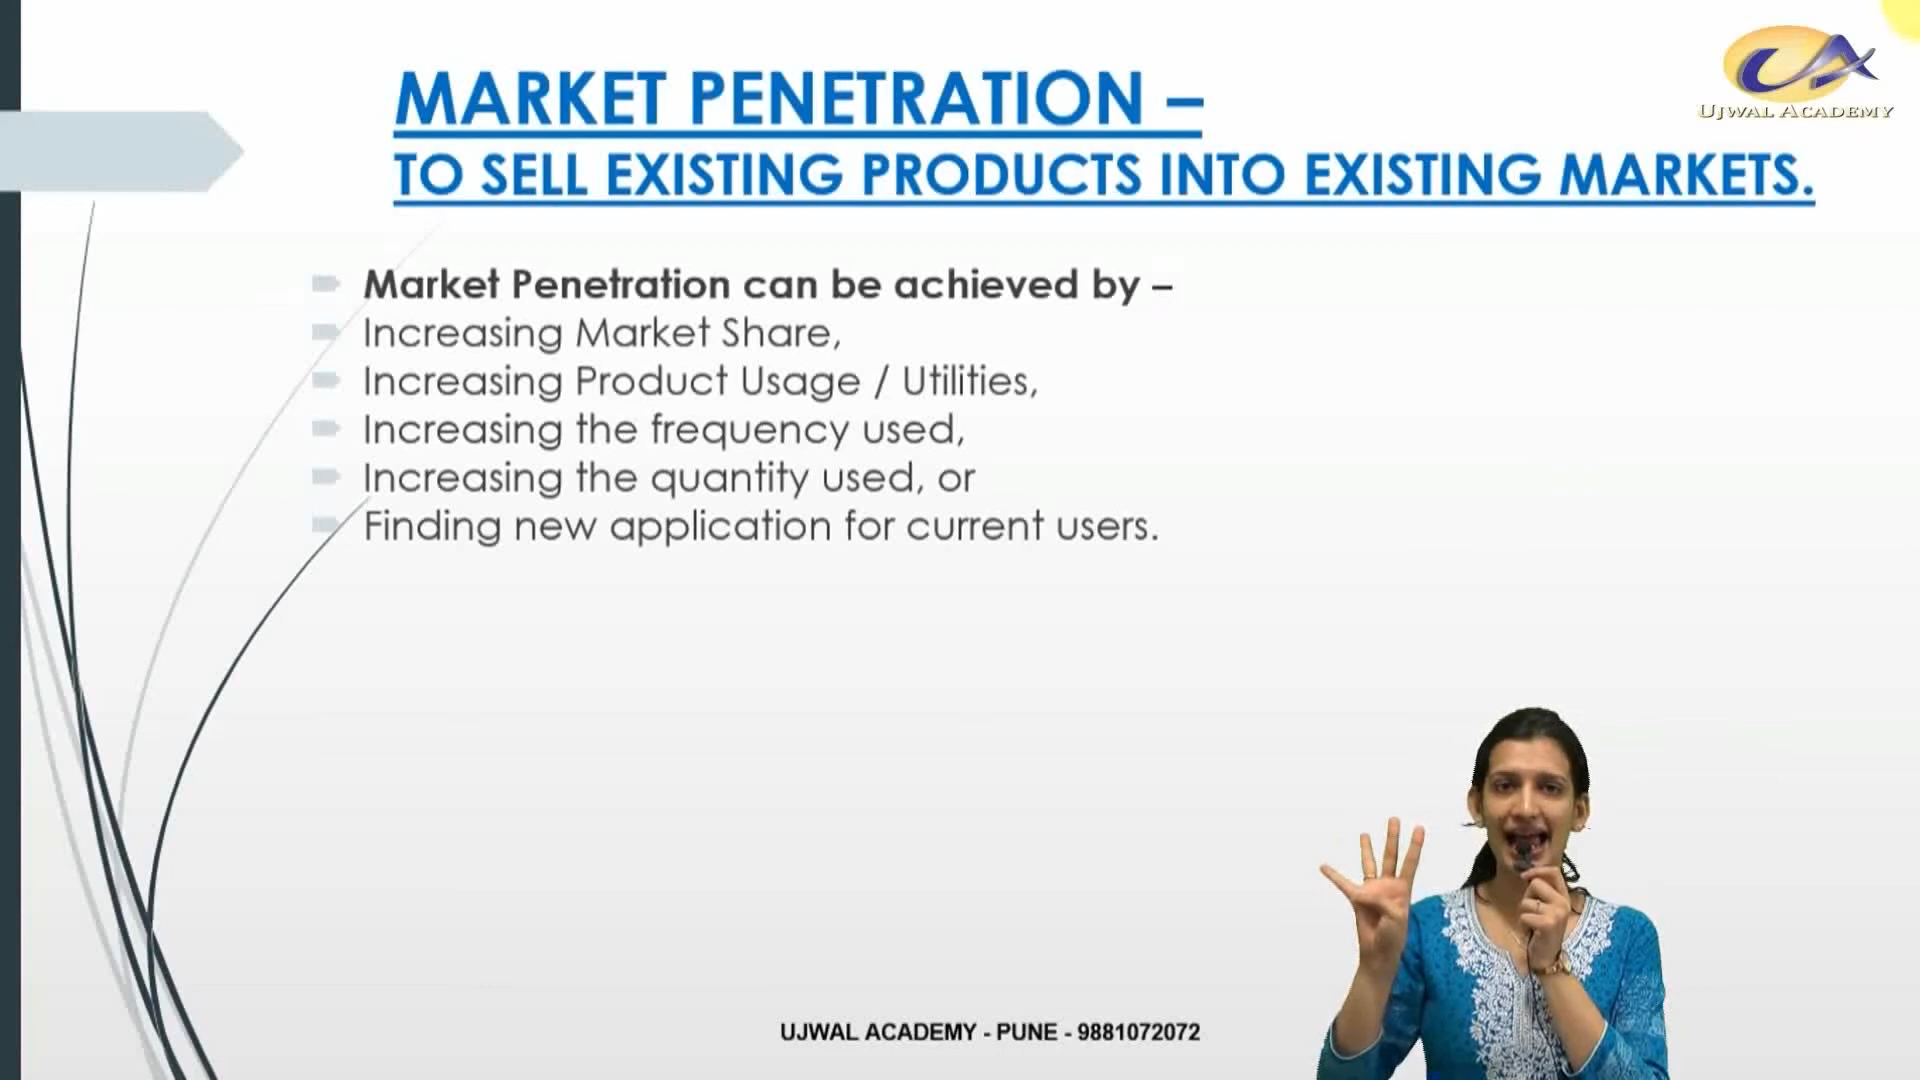 UJWAL ACADEMY
MARKET PENETRATION –
TO SELL EXISTING PRODUCTS INTO EXISTING MARKETS.
Market Penetration can be achieved by –
Increasing Market Share,
Increasing Product Usage / Utilities,
Increasing the frequency used,
Increasing the quantity used, or
Finding new application for current users.
UJWAL ACADEMY - PUNE - 9881072072